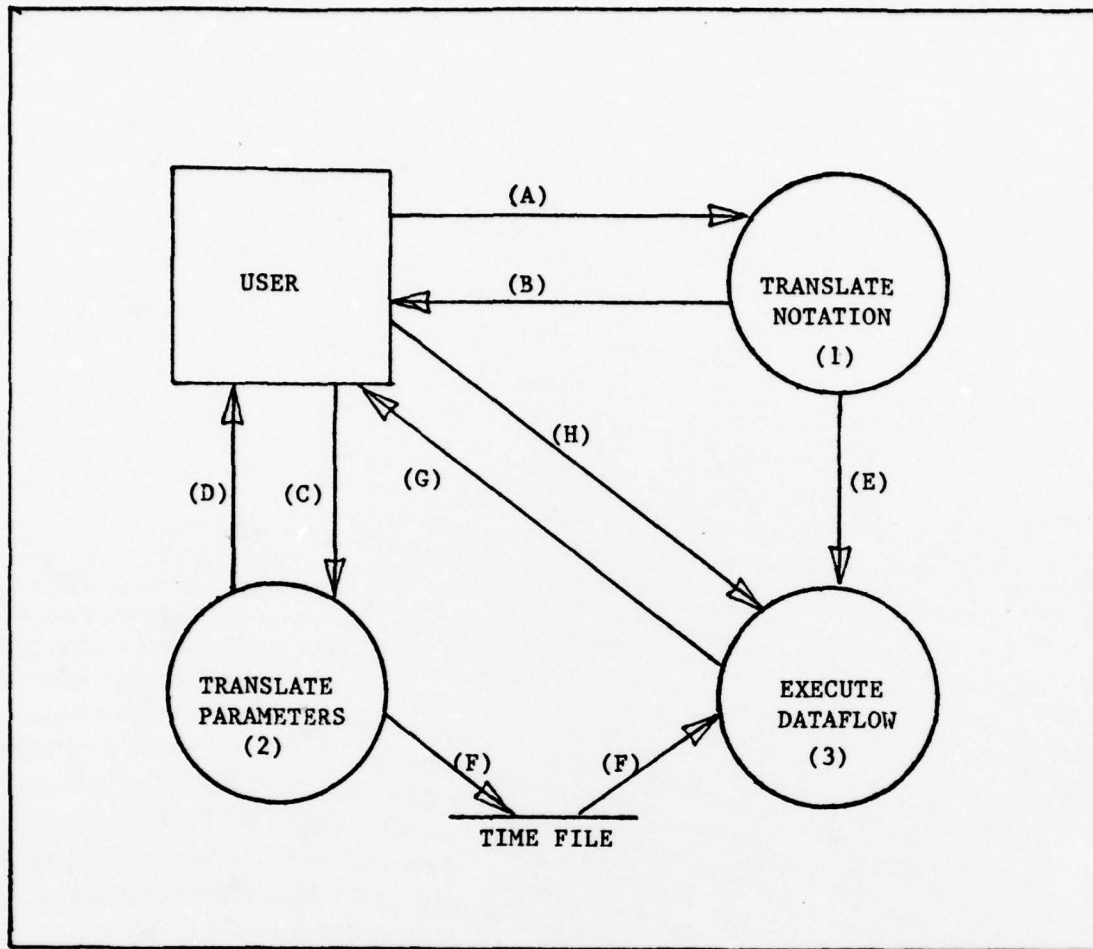 (A)
USER
(B)
TRANSLATE
NOTATION
(1)
(H)
(G)
(D)
(C)
(E)
TRANSLATE
PARAMETERS
(2)
EXECUTE
DATAFLOW
(3)
(F)
(F)
TIME FILE